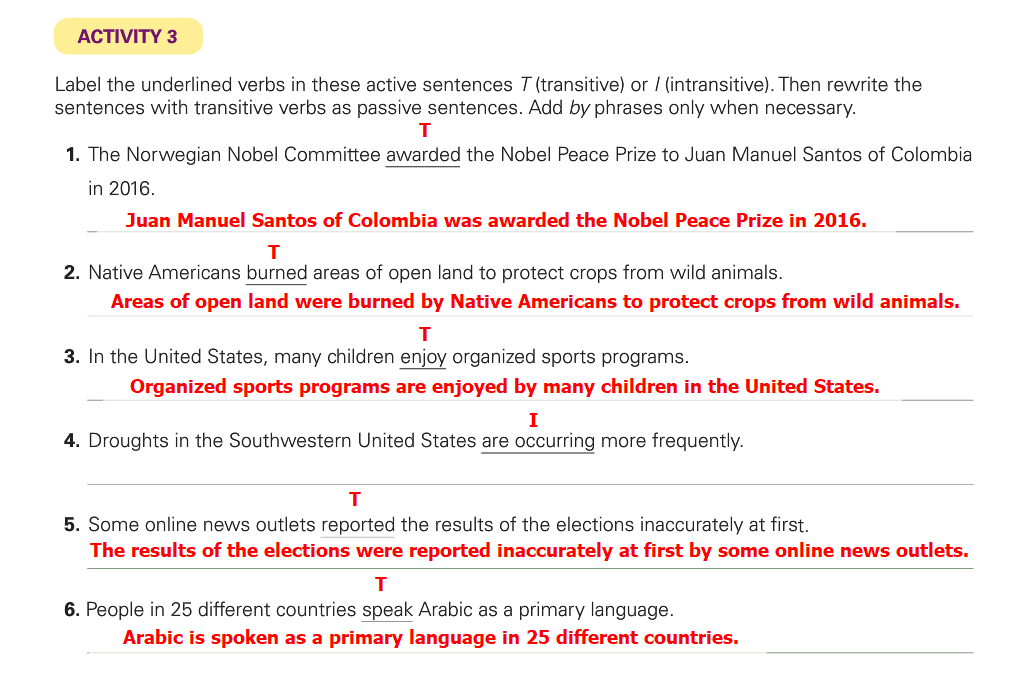 ACTIVITY 3
Label the underlined verbs in these active sentences T (transitive) or I (intransitive). Then rewrite the
sentences with transitive verbs as passive sentences. Add by phrases only when necessary.
T
1. The Norwegian Nobel Committee awarded the Nobel Peace Prize to Juan Manuel Santos of Colombia
in 2016.
Juan Manuel Santos of Colombia was awarded the Nobel Peace Prize in 2016.
T
2. Native Americans burned areas of open land to protect crops from wild animals.
Areas of open land were burned by Native Americans to protect crops from wild animals.
T
3. In the United States, many children enjoy organized sports programs.
Organized sports programs are enjoyed by many children in the United States.
I
4. Droughts in the Southwestern United States are occurring more frequently.
T
5. Some online news outlets reported the results of the elections inaccurately at first.
The results of the elections were reported inaccurately at first by some online news outlets.
T
6. People in 25 different countries speak Arabic as a primary language.
Arabic is spoken as a primary language in 25 different countries.